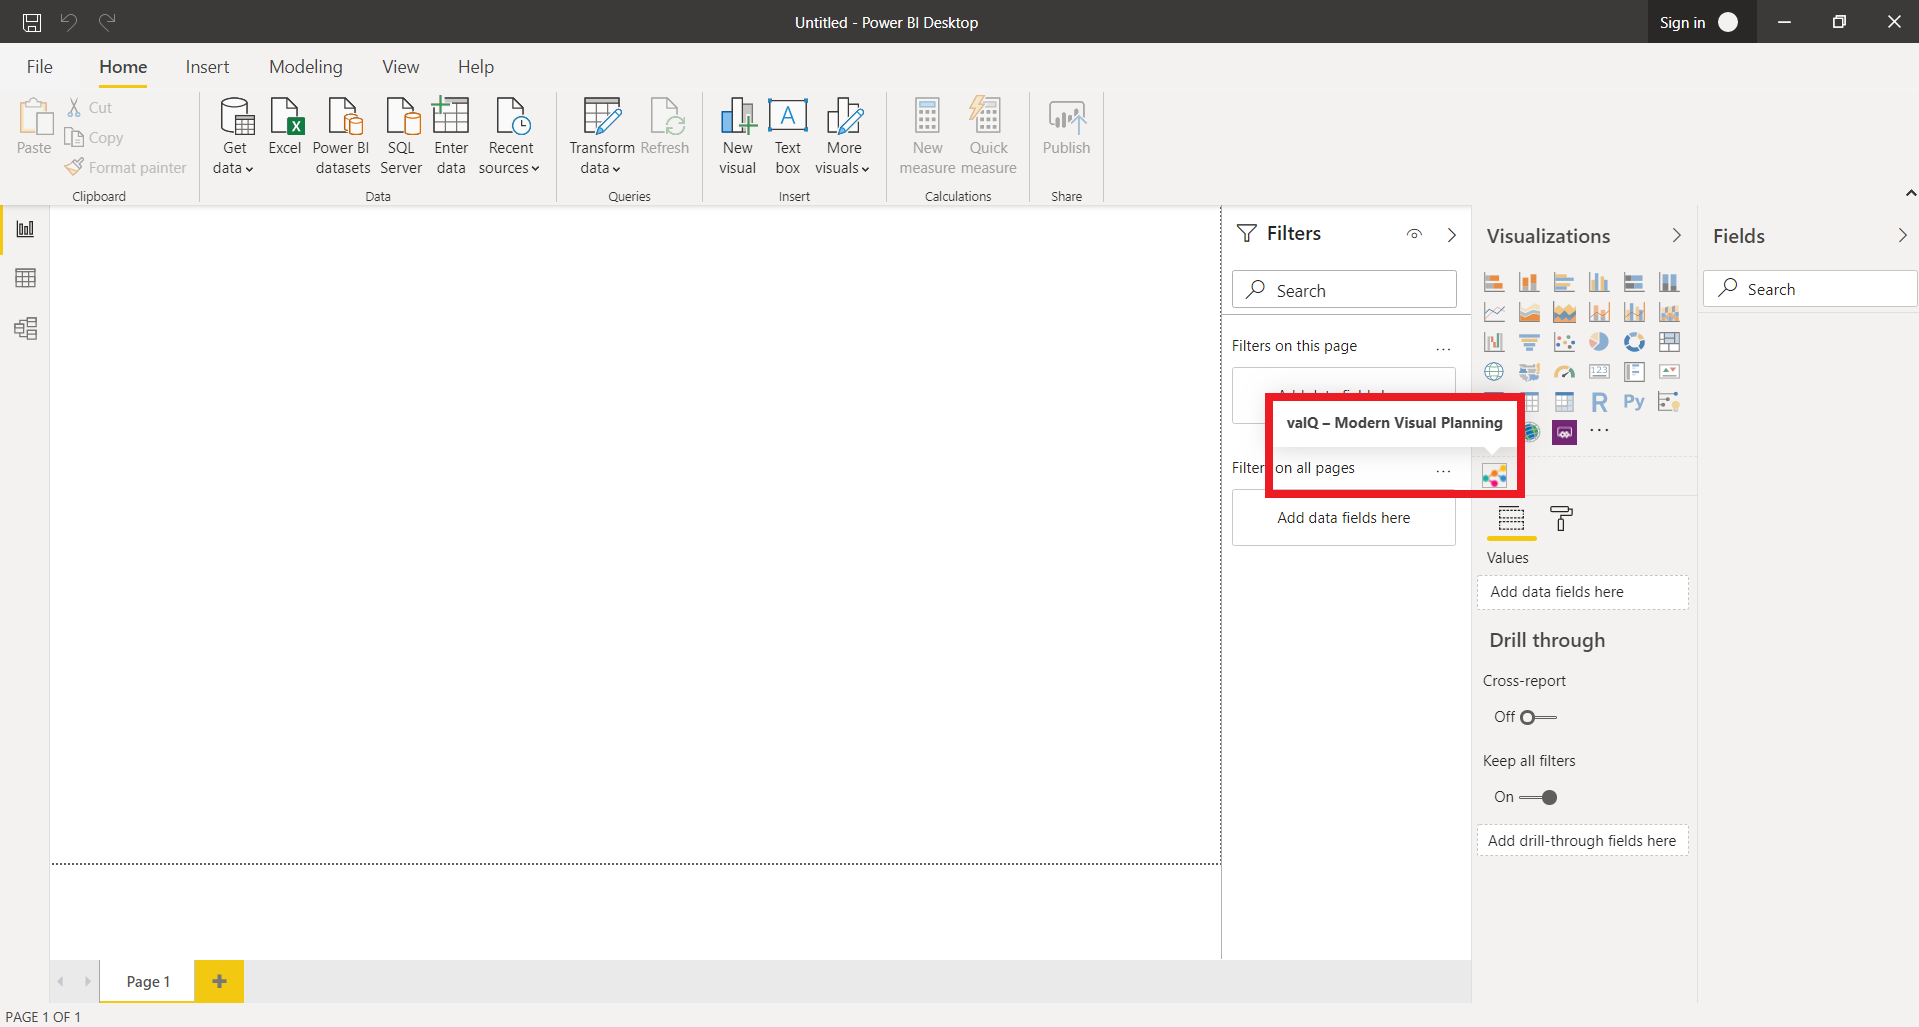 Untitled - Power BI Desktop
Sign in
File Home Insert Modeling View Help
Paste
Cut
Copy
Format painter
Clipboard
Get data
Excel
Power BI datasets
SQL Server
Enter data
Recent sources
Data
Transform data
Refresh
Queries
New visual
Text box
More visuals
Insert
New measure
Quick measure
Calculations
Publish
Share
Filters
Search
Filters on this page
...
Filters on all pages
...
Add data fields here
valQ – Modern Visual Planning
Visualizations
123
R
Py
...
Values
Add data fields here
Drill through
Cross-report
Off
Keep all filters
On
Add drill-through fields here
Fields
Search
Page 1
PAGE 1 OF 1